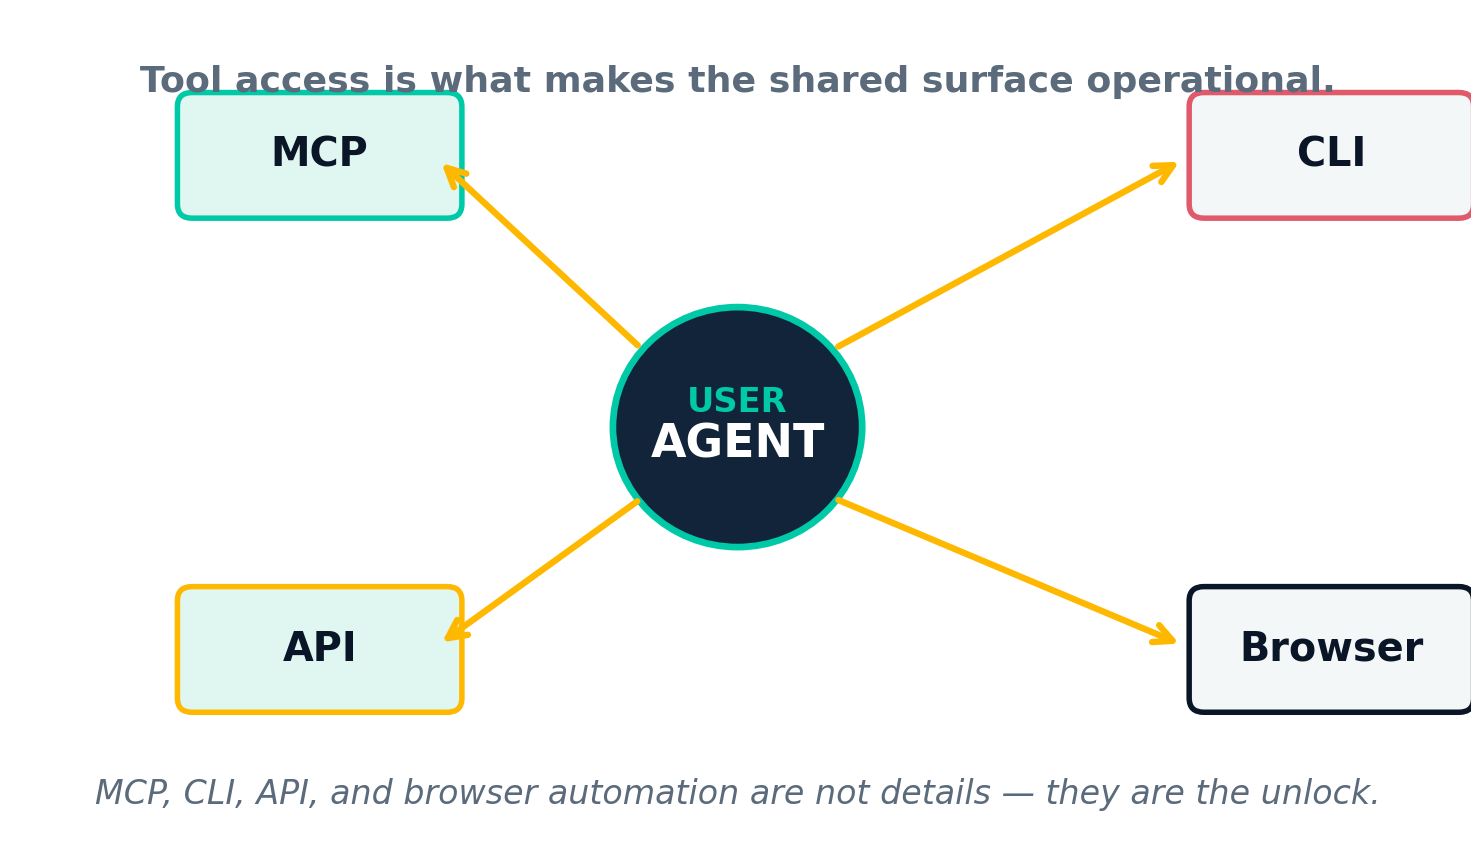 Tool access is what makes the shared surface operational.
MCP
CLI
USER
AGENT
API
Browser
MCP, CLI, API, and browser automation are not details — they are the unlock.